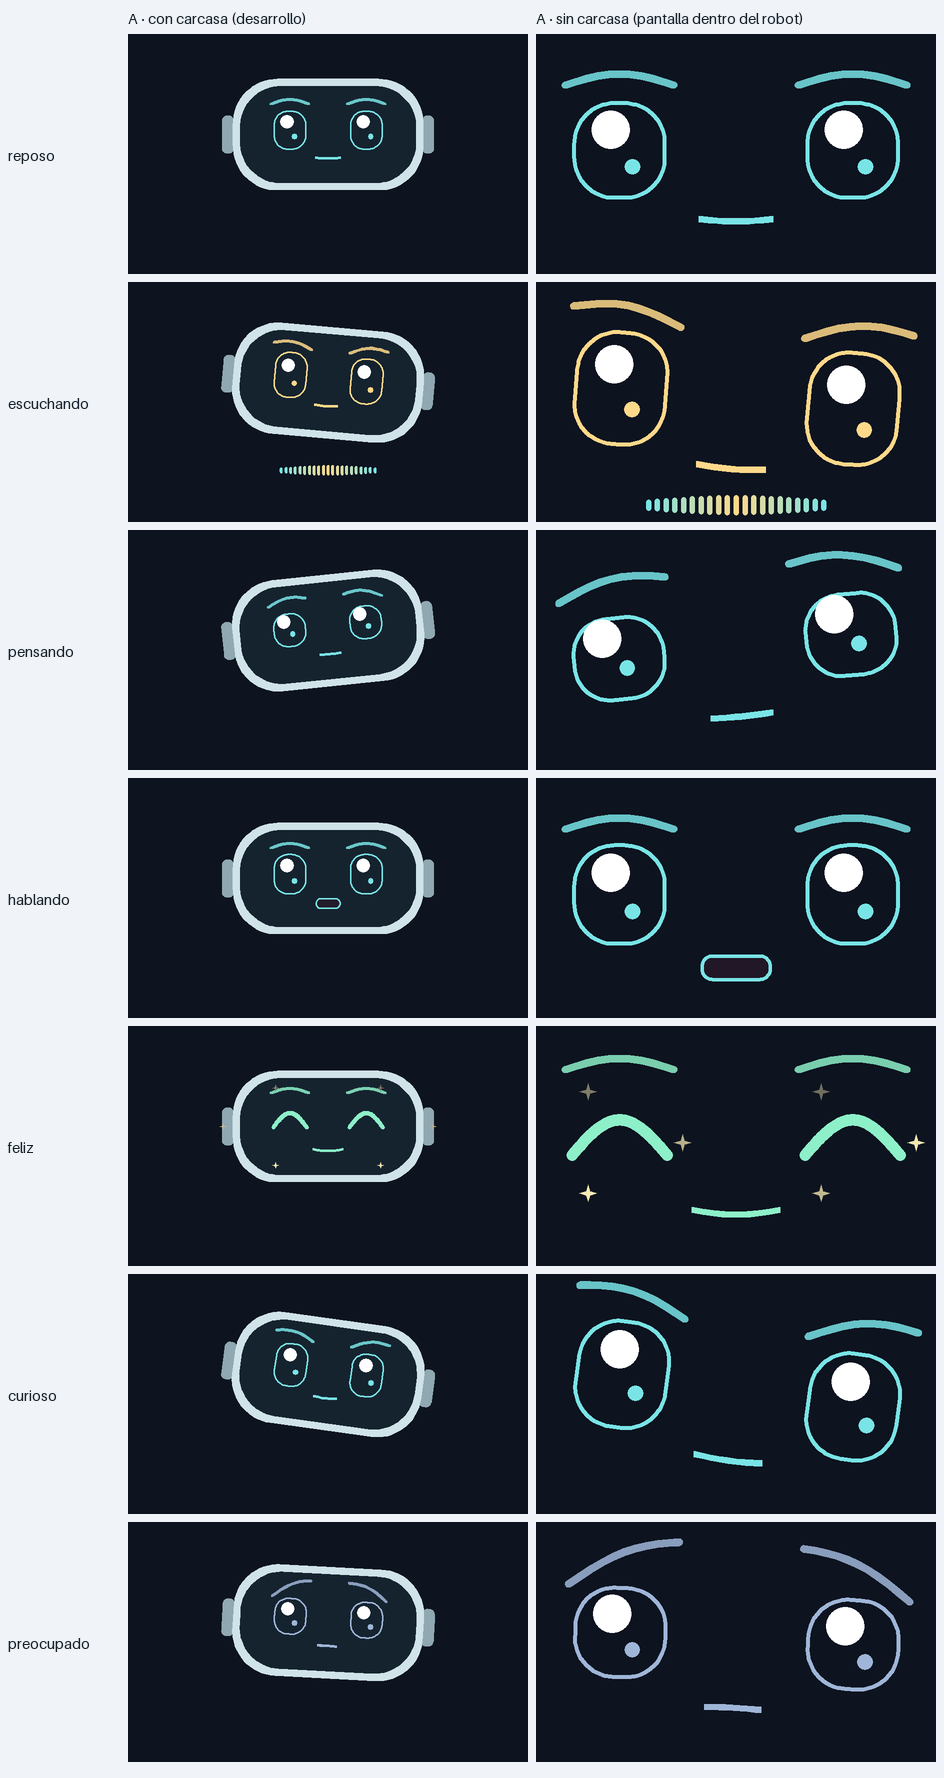 A · con carcasa (desarrollo)
A · sin carcasa (pantalla dentro del robot)
reposo
escuchando
pensando
hablando
feliz
curioso
preocupado